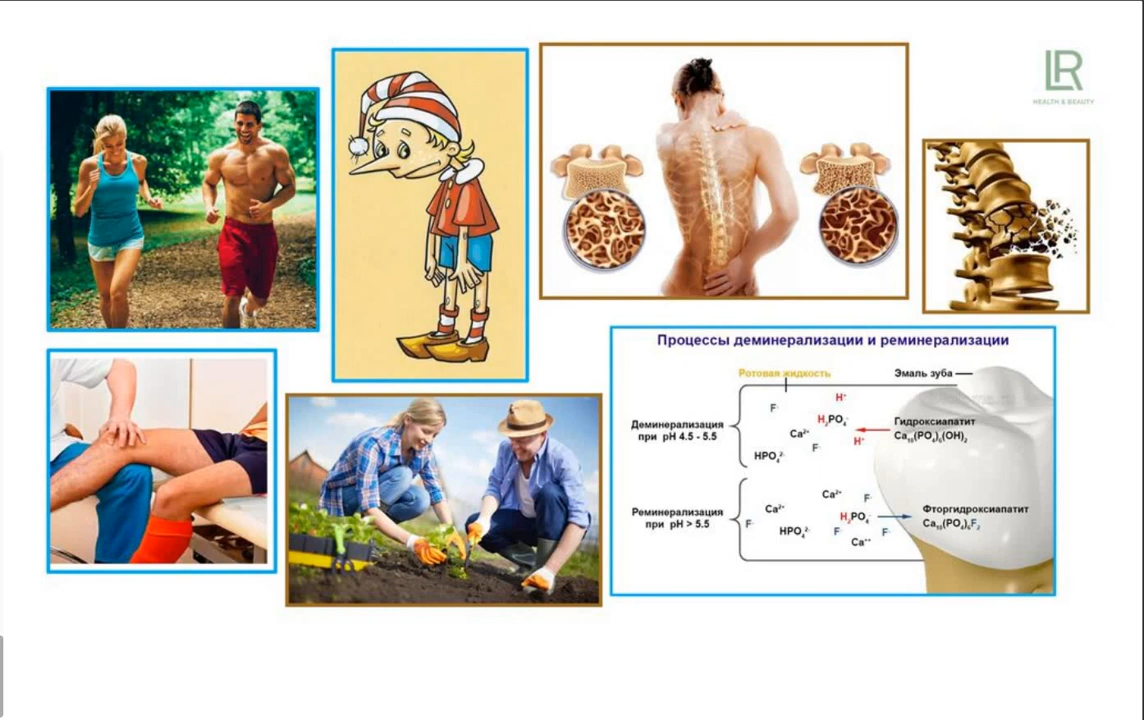 LR
HEALTH & BEAUTY
Процессы деминерализации и реминерализации
Ротовая жидкость
Эмаль зуба
Деминерализация
при pH 4.5 - 5.5
F⁻
H⁺
H₂PO₄⁻
Ca²⁺
H⁺
F⁻
HPO₄²⁻
Гидроксиапатит
Ca₁₀(PO₄)₆(OH)₂
Реминерализация
при pH > 5.5
Ca²⁺
F⁻
Ca²⁺
H₂PO₄⁻
F⁻
HPO₄²⁻
F⁻
F⁻
Ca⁺⁺
Фторгидроксиапатит
Ca₁₀(PO₄)₆F₂